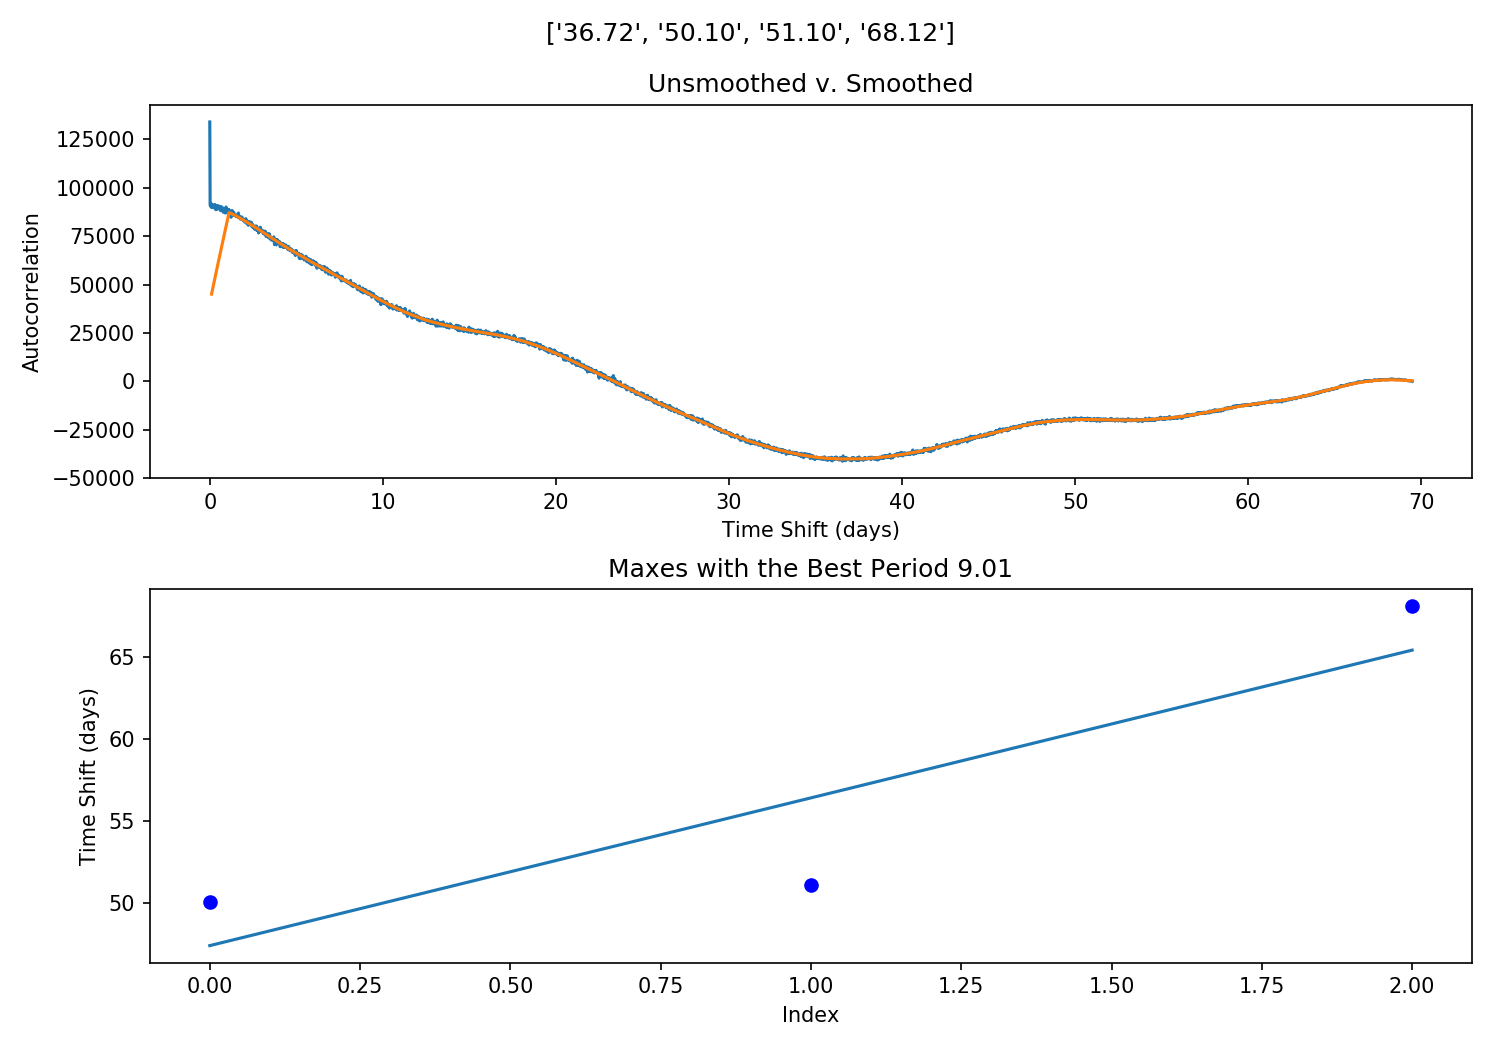 ['36.72', '50.10', '51.10', '68.12']
Unsmoothed v. Smoothed
Autocorrelation
125000
100000
75000
50000
25000
0
−25000
−50000
0 10 20 30 40 50 60 70
Time Shift (days)
Maxes with the Best Period 9.01
Time Shift (days)
65
60
55
50
0.00 0.25 0.50 0.75 1.00 1.25 1.50 1.75 2.00
Index